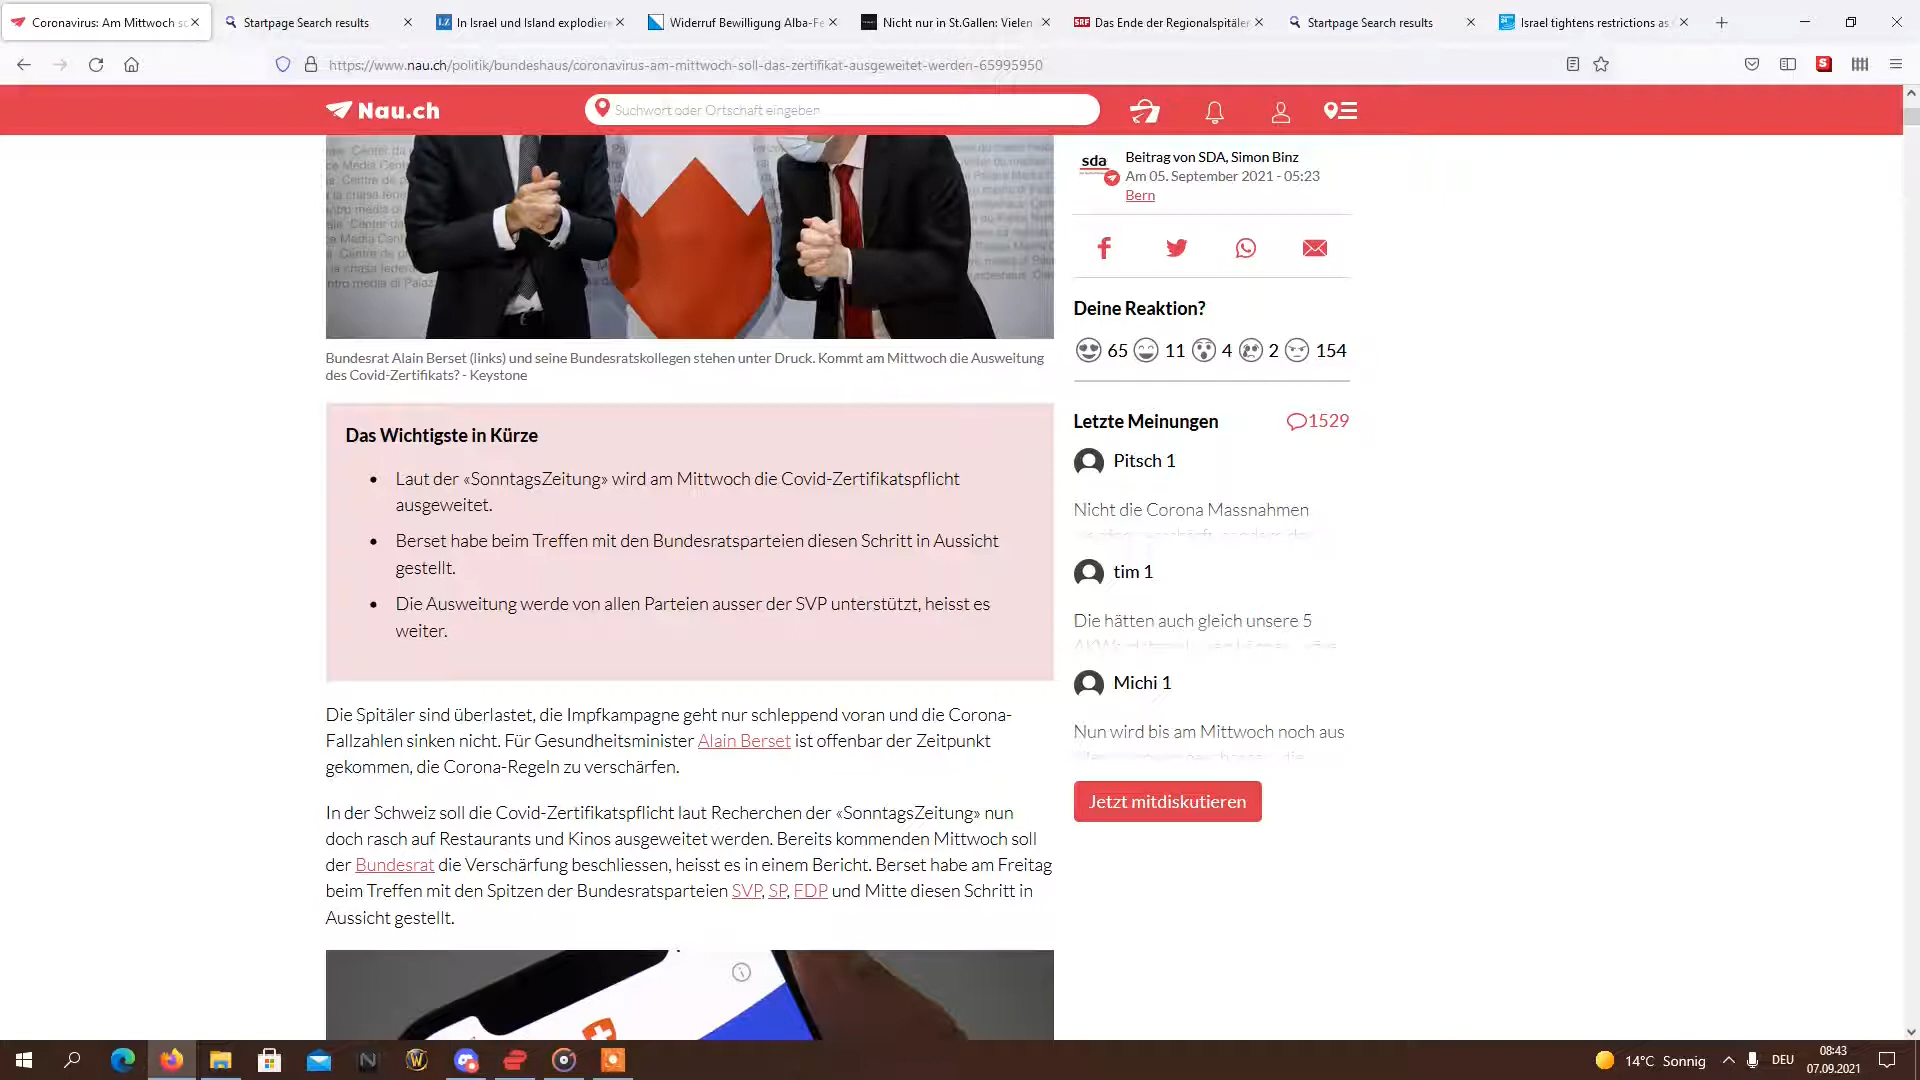 Coronavirus: Am Mittwoch so
Startpage Search results
In Israel und Island explodiere
Widerruf Bewilligung Alba-Fe
Nicht nur in St.Gallen: Vielen
SRF Das Ende der Regionalspitäler
Startpage Search results
Israel tightens restrictions as
https://www.nau.ch/politik/bundeshaus/coronavirus-am-mittwoch-soll-das-zertifikat-ausgeweitet-werden-65995950
Nau.ch
Suchwort oder Ortschaft eingeben
sda
Beitrag von SDA, Simon Binz
Am 05. September 2021 - 05:23
Bern
Deine Reaktion?
65 11 4 2 154
Bundesrat Alain Berset (links) und seine Bundesratskollegen stehen unter Druck. Kommt am Mittwoch die Ausweitung
des Covid-Zertifikats? - Keystone
Das Wichtigste in Kürze
Laut der «SonntagsZeitung» wird am Mittwoch die Covid-Zertifikatspflicht
ausgeweitet.
Berset habe beim Treffen mit den Bundesratsparteien diesen Schritt in Aussicht
gestellt.
Die Ausweitung werde von allen Parteien ausser der SVP unterstützt, heisst es
weiter.
Die Spitäler sind überlastet, die Impfkampagne geht nur schleppend voran und die Corona-
Fallzahlen sinken nicht. Für Gesundheitsminister Alain Berset ist offenbar der Zeitpunkt
gekommen, die Corona-Regeln zu verschärfen.
In der Schweiz soll die Covid-Zertifikatspflicht laut Recherchen der «SonntagsZeitung» nun
doch rasch auf Restaurants und Kinos ausgeweitet werden. Bereits kommenden Mittwoch soll
der Bundesrat die Verschärfung beschliessen, heisst es in einem Bericht. Berset habe am Freitag
beim Treffen mit den Spitzen der Bundesratsparteien SVP, SP, FDP und Mitte diesen Schritt in
Aussicht gestellt.
Letzte Meinungen 1529
Pitsch 1
Nicht die Corona Massnahmen
tim 1
Die hätten auch gleich unsere 5
Michi 1
Nun wird bis am Mittwoch noch aus
Jetzt mitdiskutieren
14°C Sonnig
DEU
08:43
07.09.2021